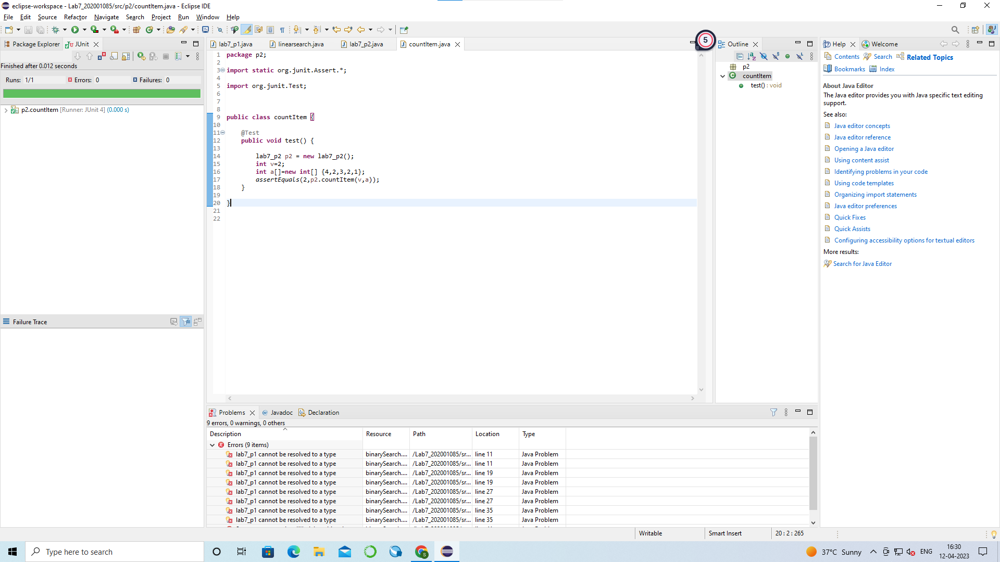 eclipse-workspace - Lab7_202001085/src/p2/countItem.java - Eclipse IDE
File Edit Source Refactor Navigate Search Project Run Window Help
Package Explorer JUnit
Finished after 0.012 seconds
Runs: 1/1 Errors: 0 Failures: 0
p2.countItem [Runner: JUnit 4] (0.000 s)
Failure Trace
lab7_p1.java linearsearch.java lab7_p2.java countItem.java
5
1 package p2;
2
3 import static org.junit.Assert.*;
4
5 import org.junit.Test;
6
7
8
9 public class countItem {
10
11 @Test
12 public void test() {
13
14 lab7_p2 p2 = new lab7_p2();
15 int v=2;
16 int a[]=new int[] {4,2,3,2,1};
17 assertEquals(2,p2.countItem(v,a));
18 }
19
20 }
21
22
Outline
p2
countItem
test() : void
Help Welcome
Contents Search Related Topics
Bookmarks Index
About Java Editor
The Java editor provides you with Java specific text editing
support.
See also:
Java editor concepts
Java editor reference
Opening a Java editor
Using content assist
Identifying problems in your code
Using code templates
Organizing import statements
Java editor preferences
Quick Fixes
Quick Assists
Configuring accessibility options for textual editors
More results:
Search for Java Editor
Problems @ Javadoc Declaration
9 errors, 0 warnings, 0 others
Description Resource Path Location Type
Errors (9 items)
lab7_p1 cannot be resolved to a type binarySearch.... /Lab7_202001085/sr... line 11 Java Problem
lab7_p1 cannot be resolved to a type binarySearch.... /Lab7_202001085/sr... line 11 Java Problem
lab7_p1 cannot be resolved to a type binarySearch.... /Lab7_202001085/sr... line 19 Java Problem
lab7_p1 cannot be resolved to a type binarySearch.... /Lab7_202001085/sr... line 19 Java Problem
lab7_p1 cannot be resolved to a type binarySearch.... /Lab7_202001085/sr... line 27 Java Problem
lab7_p1 cannot be resolved to a type binarySearch.... /Lab7_202001085/sr... line 27 Java Problem
lab7_p1 cannot be resolved to a type binarySearch.... /Lab7_202001085/sr... line 35 Java Problem
lab7_p1 cannot be resolved to a type binarySearch.... /Lab7_202001085/sr... line 35 Java Problem
Writable Smart Insert 20 : 2 : 265
Type here to search
37°C Sunny ENG
16:30
12-04-2023